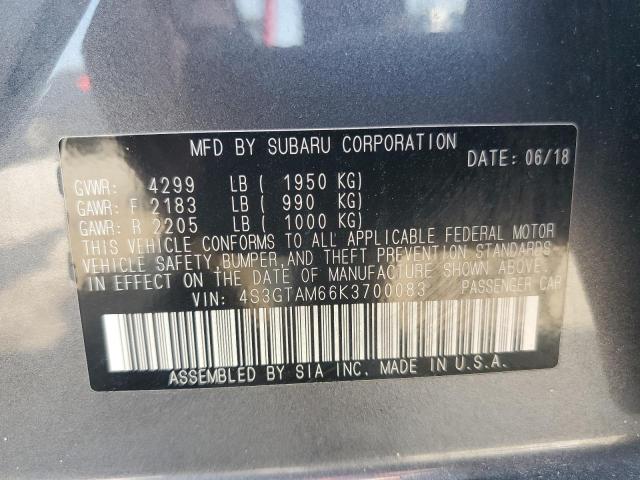 MFD BY SUBARU CORPORATION
DATE: 06/18
GVWR: 4299 LB ( 1950 KG)
GAWR: F 2183 LB ( 990 KG)
GAWR: R 2205 LB ( 1000 KG)
THIS VEHICLE CONFORMS TO ALL APPLICABLE FEDERAL MOTOR
VEHICLE SAFETY, BUMPER, AND THEFT PREVENTION STANDARDS
IN EFFECT ON THE DATE OF MANUFACTURE SHOWN ABOVE.
VIN: 4S3GTAM66K3700083 PASSENGER CAR
ASSEMBLED BY SIA INC. MADE IN U.S.A.